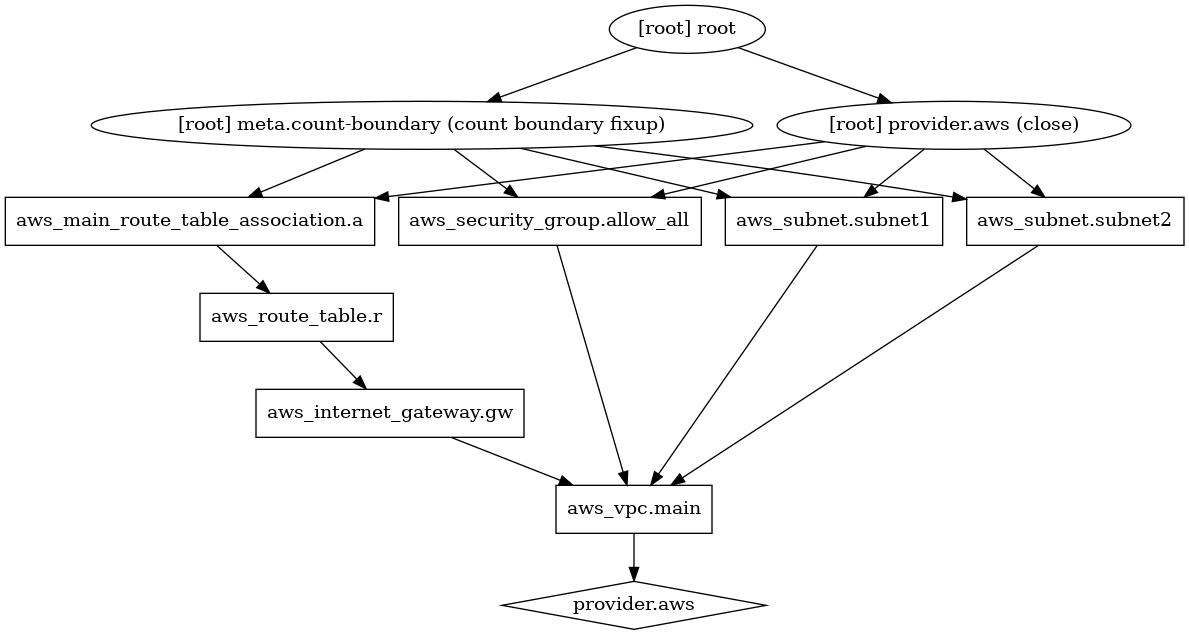 [root] root
[root] meta.count-boundary (count boundary fixup)
[root] provider.aws (close)
aws_main_route_table_association.a
aws_security_group.allow_all
aws_subnet.subnet1
aws_subnet.subnet2
aws_route_table.r
aws_internet_gateway.gw
aws_vpc.main
provider.aws